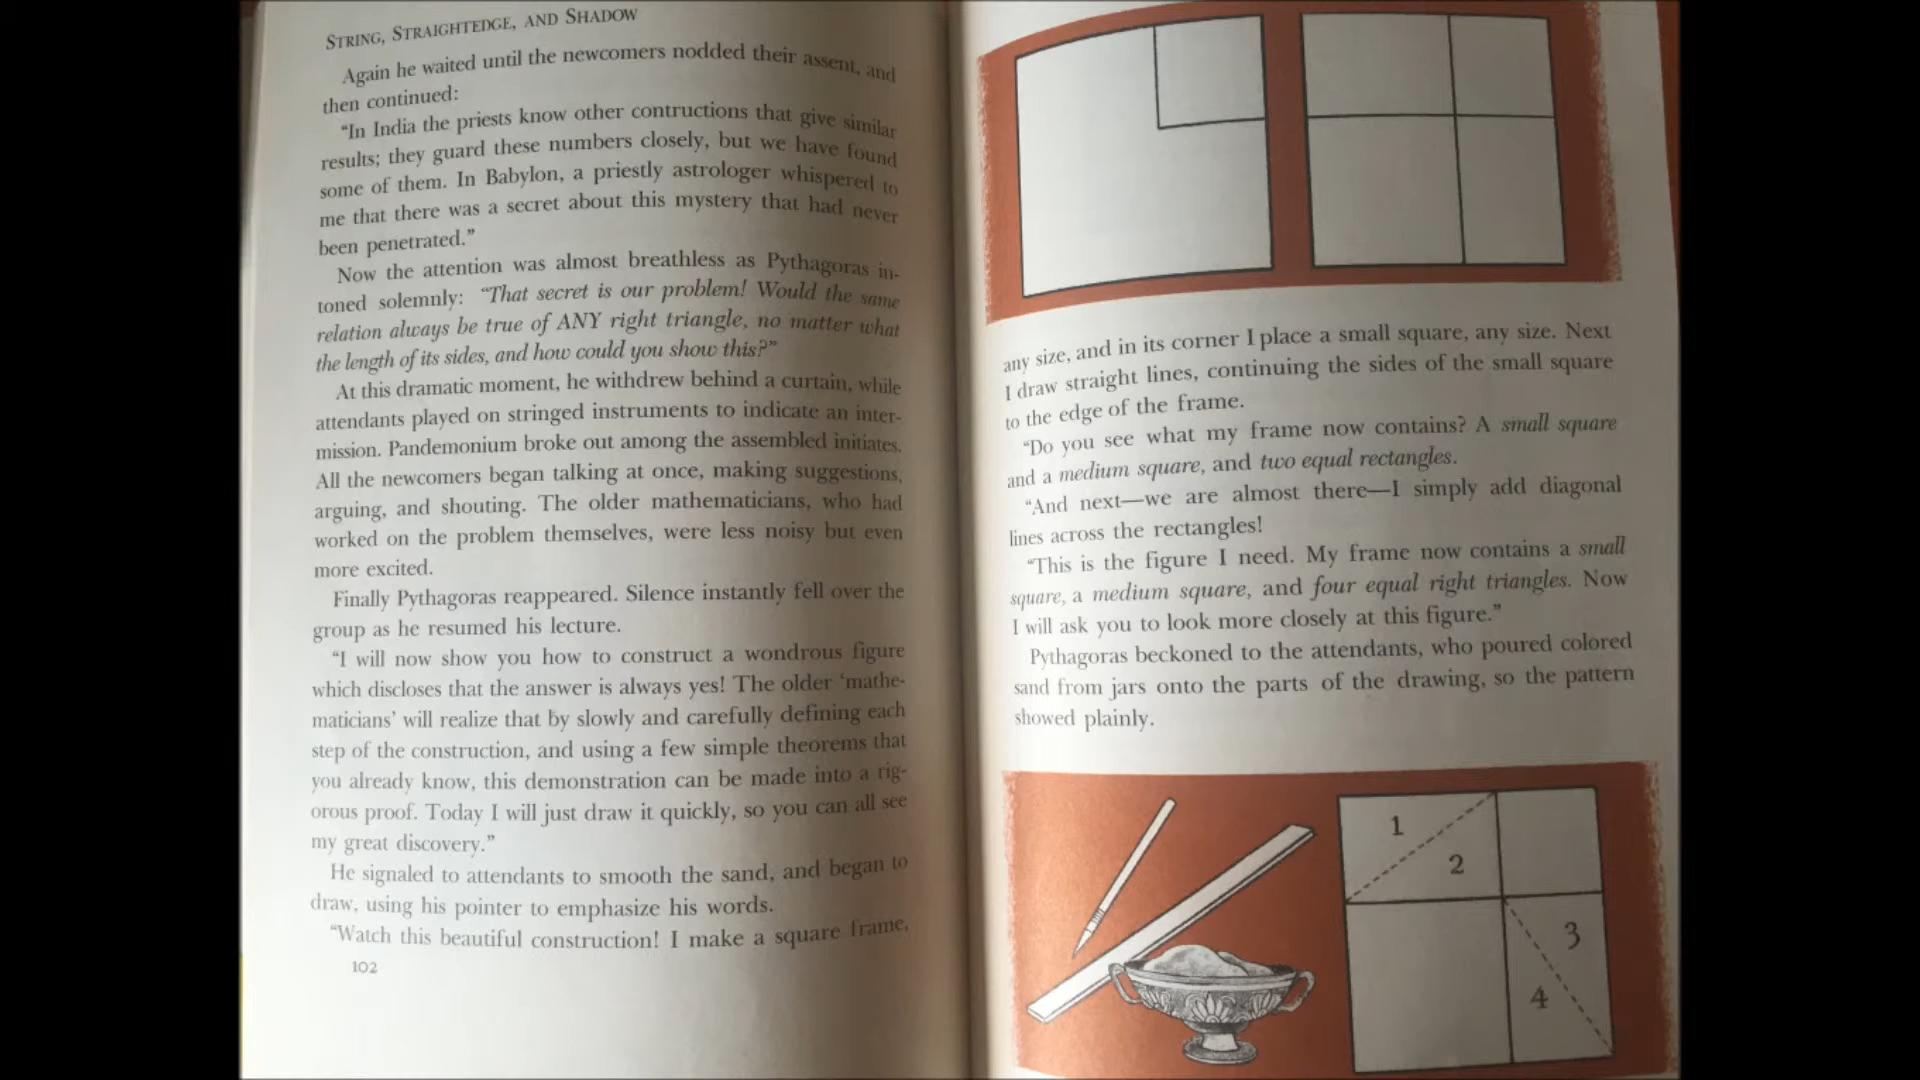 STRING, STRAIGHTEDGE, AND SHADOW
Again he waited until the newcomers nodded their assent, and
then continued:
“In India the priests know other contructions that give similar
results; they guard these numbers closely, but we have found
some of them. In Babylon, a priestly astrologer whispered to
me that there was a secret about this mystery that had never
been penetrated.”
Now the attention was almost breathless as Pythagoras in-
toned solemnly: “That secret is our problem! Would the same
relation always be true of ANY right triangle, no matter what
the length of its sides, and how could you show this?”
At this dramatic moment, he withdrew behind a curtain, while
attendants played on stringed instruments to indicate an inter-
mission. Pandemonium broke out among the assembled initiates.
All the newcomers began talking at once, making suggestions,
arguing, and shouting. The older mathematicians, who had
worked on the problem themselves, were less noisy but even
more excited.
Finally Pythagoras reappeared. Silence instantly fell over the
group as he resumed his lecture.
“I will now show you how to construct a wondrous figure
which discloses that the answer is always yes! The older ‘mathe-
maticians’ will realize that by slowly and carefully defining each
step of the construction, and using a few simple theorems that
you already know, this demonstration can be made into a rig-
orous proof. Today I will just draw it quickly, so you can all see
my great discovery.”
He signaled to attendants to smooth the sand, and began to
draw, using his pointer to emphasize his words.
“Watch this beautiful construction! I make a square frame,
102
any size, and in its corner I place a small square, any size. Next
I draw straight lines, continuing the sides of the small square
to the edge of the frame.
“Do you see what my frame now contains? A small square
and a medium square, and two equal rectangles.
“And next—we are almost there—I simply add diagonal
lines across the rectangles!
“This is the figure I need. My frame now contains a small
square, a medium square, and four equal right triangles. Now
I will ask you to look more closely at this figure.”
Pythagoras beckoned to the attendants, who poured colored
sand from jars onto the parts of the drawing, so the pattern
showed plainly.
1
2
3
4